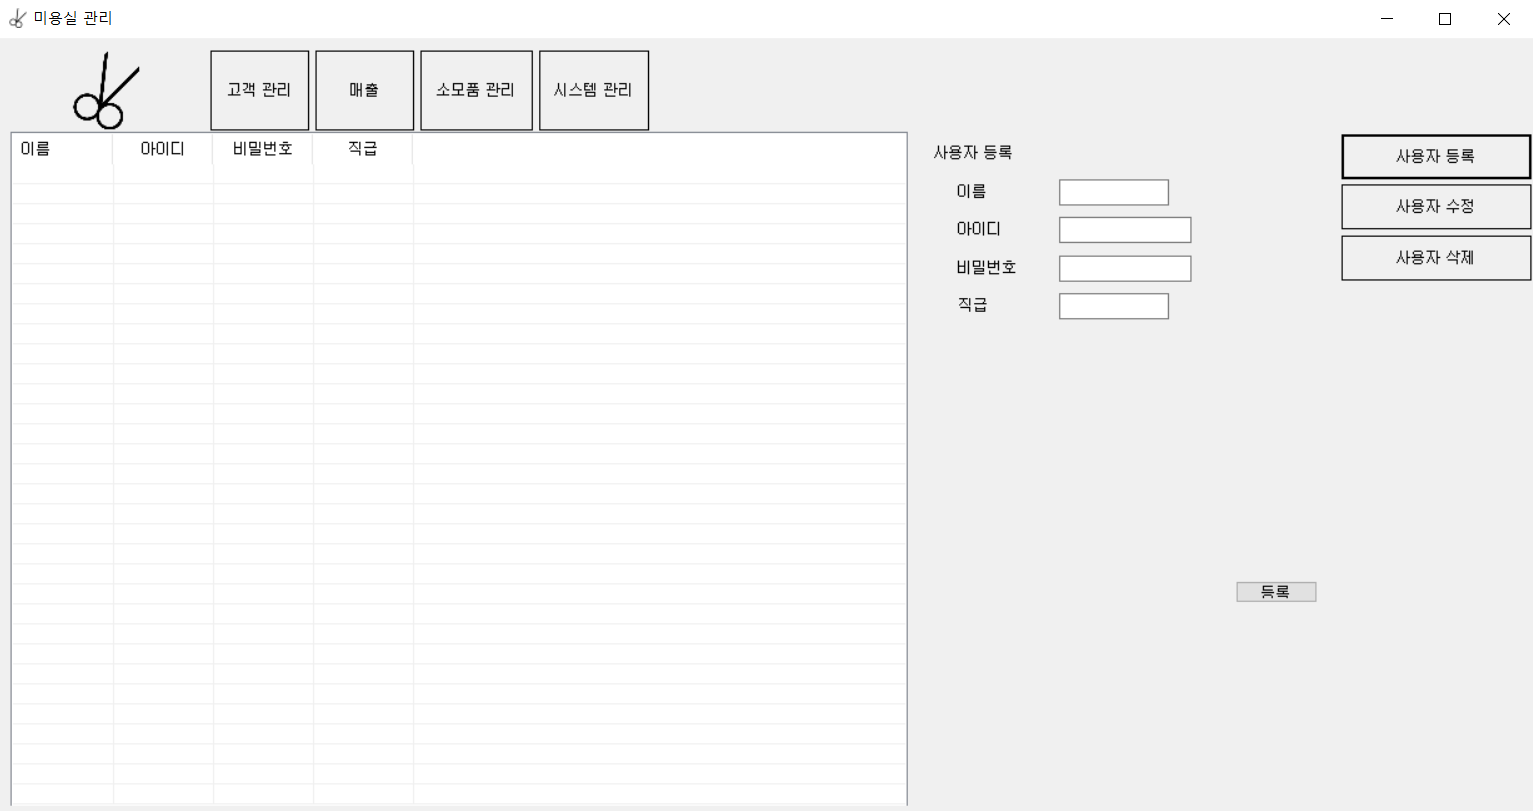 미용실 관리
고객 관리 매출 소모품 관리 시스템 관리
이름 아이디 비밀번호 직급
사용자 등록
이름
아이디
비밀번호
직급
등록
사용자 등록
사용자 수정
사용자 삭제